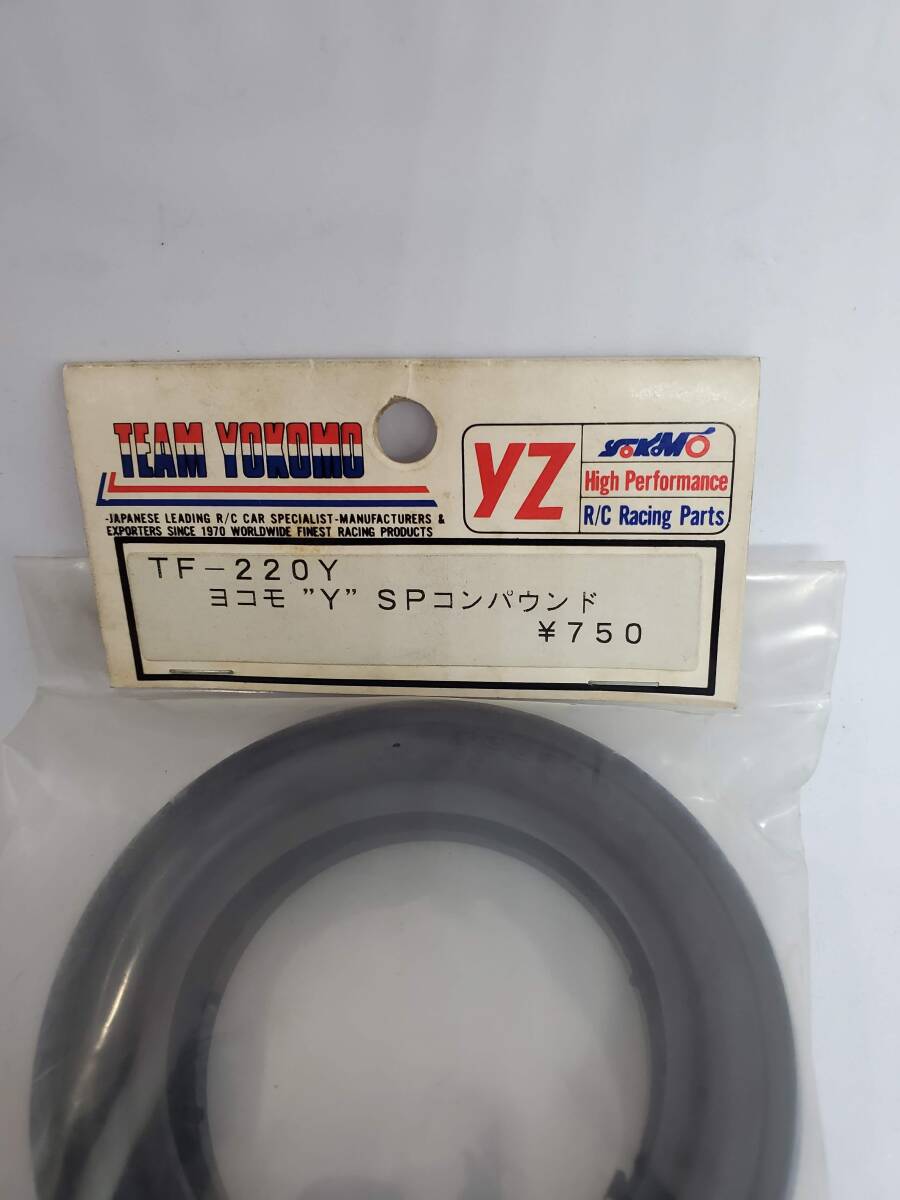 TEAM YOKOMO
-JAPANESE LEADING R/C CAR SPECIALIST-MANUFACTURERS &
EXPORTERS SINCE 1970 WORLDWIDE FINEST RACING PRODUCTS
YZ
YOKOMO
High Performance
R/C Racing Parts
TF-220Y
ヨコモ "Y" SPコンパウンド
¥750